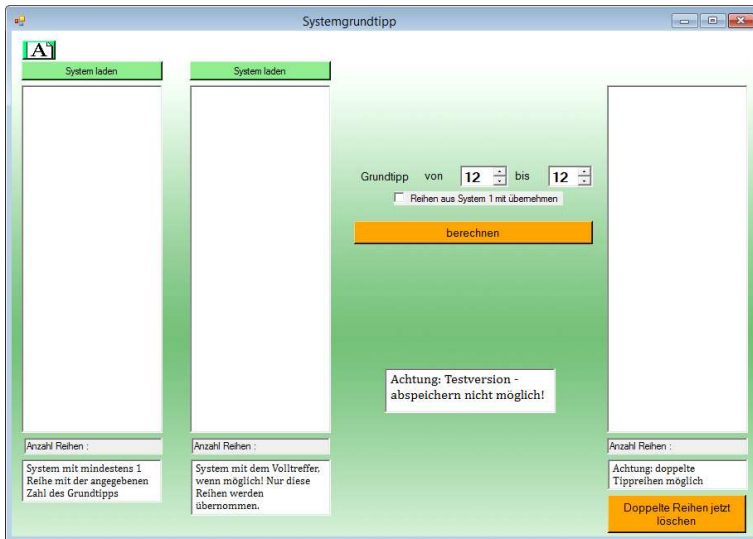 Systemgrundtipp
A
System laden
System laden
Grundtipp von 12 bis 12
Reihen aus System 1 mit übernehmen
berechnen
Achtung: Testversion -
abspeichern nicht möglich!
Anzahl Reihen :
Anzahl Reihen :
Anzahl Reihen :
System mit mindestens 1
Reihe mit der angegebenen
Zahl des Grundtipps
System mit dem Volltreffer,
wenn möglich! Nur diese
Reihen werden
übernommen.
Achtung: doppelte
Tippreihen möglich
Doppelte Reihen jetzt
löschen